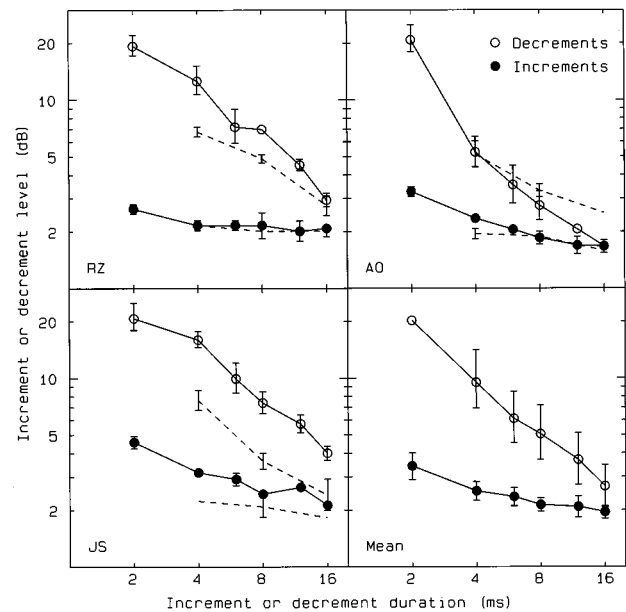 20
10
5
2
RZ
Decrements
Increments
AO
20
10
5
2
JS
Mean
2 4 8 16 2 4 8 16
Increment or decrement level (dB)
Increment or decrement duration (ms)